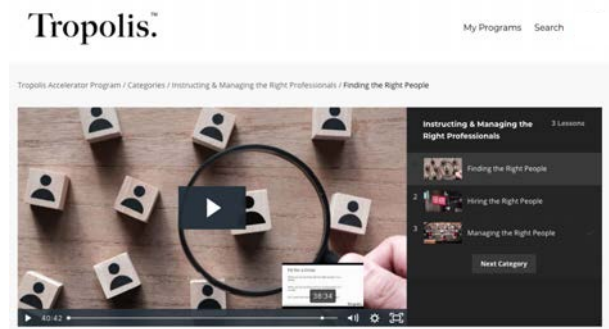 Tropolis.™
My Programs Search
Tropolis Accelerator Program / Categories / Instructing & Managing the Right Professionals / Finding the Right People
Instructing & Managing the
Right Professionals
3 Lessons
Finding the Right People
2 Hiring the Right People
3 Managing the Right People
Next Category
38:34
40:42